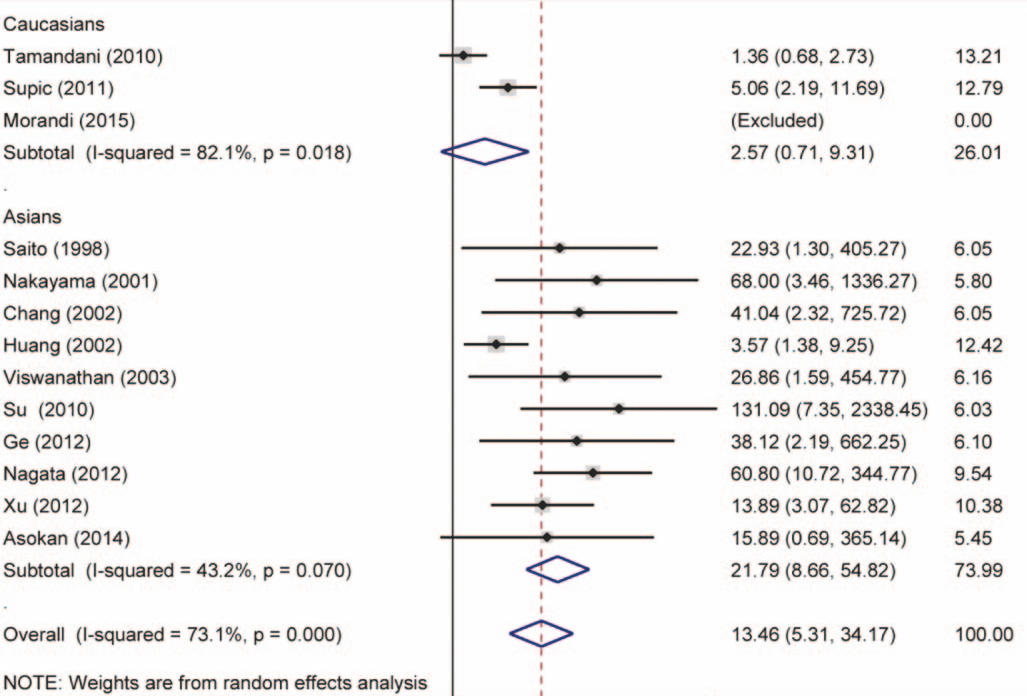 Caucasians
Tamandani (2010) 1.36 (0.68, 2.73) 13.21
Supic (2011) 5.06 (2.19, 11.69) 12.79
Morandi (2015) (Excluded) 0.00
Subtotal (I-squared = 82.1%, p = 0.018) 2.57 (0.71, 9.31) 26.01
.
Asians
Saito (1998) 22.93 (1.30, 405.27) 6.05
Nakayama (2001) 68.00 (3.46, 1336.27) 5.80
Chang (2002) 41.04 (2.32, 725.72) 6.05
Huang (2002) 3.57 (1.38, 9.25) 12.42
Viswanathan (2003) 26.86 (1.59, 454.77) 6.16
Su (2010) 131.09 (7.35, 2338.45) 6.03
Ge (2012) 38.12 (2.19, 662.25) 6.10
Nagata (2012) 60.80 (10.72, 344.77) 9.54
Xu (2012) 13.89 (3.07, 62.82) 10.38
Asokan (2014) 15.89 (0.69, 365.14) 5.45
Subtotal (I-squared = 43.2%, p = 0.070) 21.79 (8.66, 54.82) 73.99
.
Overall (I-squared = 73.1%, p = 0.000) 13.46 (5.31, 34.17) 100.00
NOTE: Weights are from random effects analysis